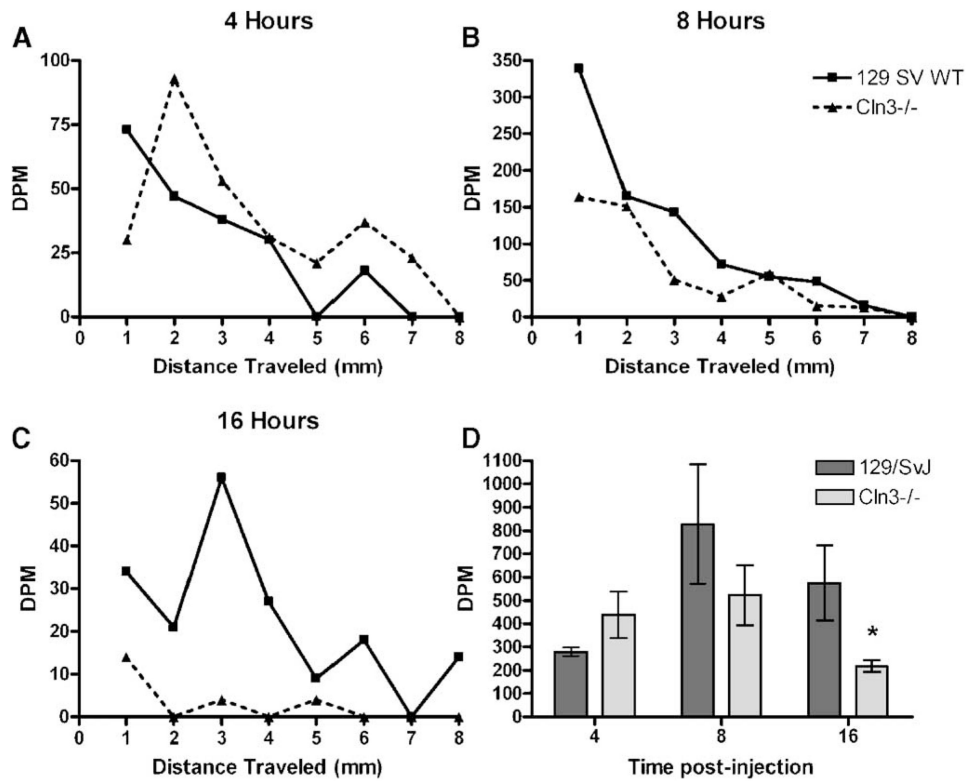 A
4 Hours
100
75
50
25
0
DPM
0 1 2 3 4 5 6 7 8
Distance Traveled (mm)
B
8 Hours
350
300
250
200
150
100
50
0
DPM
0 1 2 3 4 5 6 7 8
Distance Traveled (mm)
129 SV WT
Cln3-/-
C
16 Hours
60
50
40
30
20
10
0
DPM
0 1 2 3 4 5 6 7 8
Distance Traveled (mm)
D
1100
1000
900
800
700
600
500
400
300
200
100
0
DPM
129/SvJ
Cln3-/-
*
4 8 16
Time post-injection